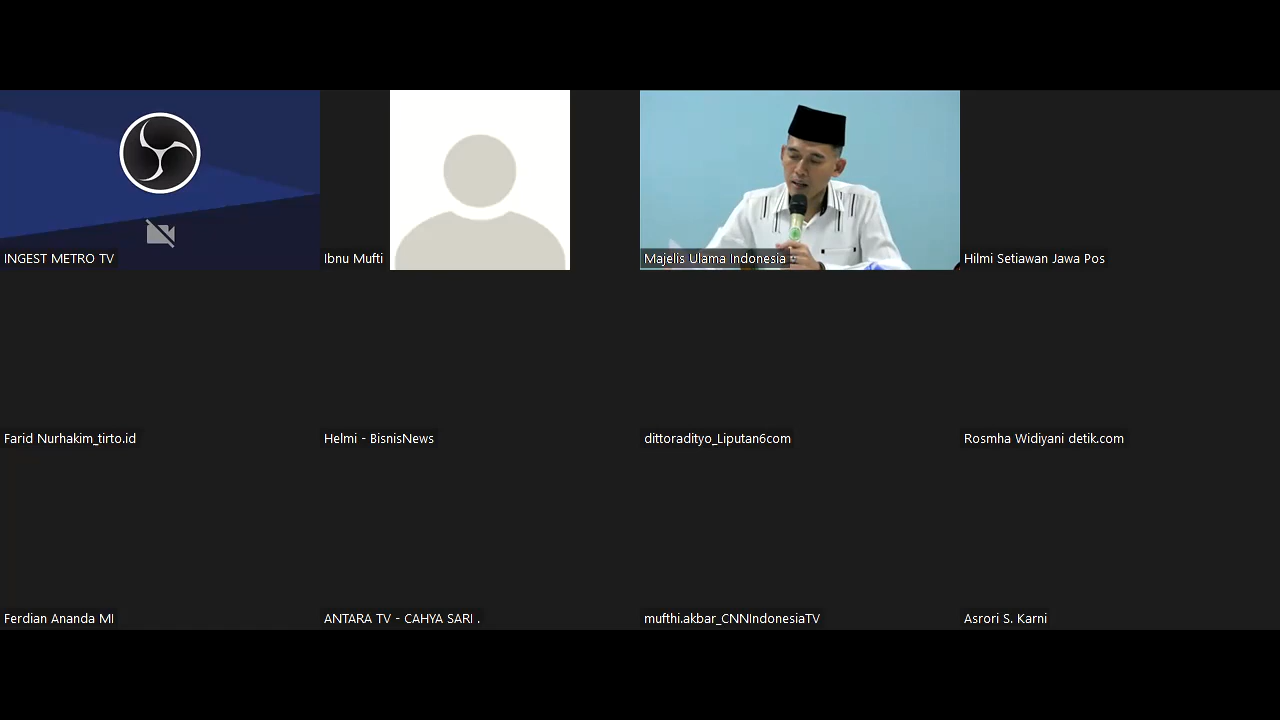 INGEST METRO TV
Ibnu Mufti
Majelis Ulama Indonesia
Hilmi Setiawan Jawa Pos
Farid Nurhakim_tirto.id
Helmi - BisnisNews
dittoradityo_Liputan6com
Rosmha Widiyani detik.com
Ferdian Ananda MI
ANTARA TV - CAHYA SARI .
mufthi.akbar_CNNIndonesiaTV
Asrori S. Karni